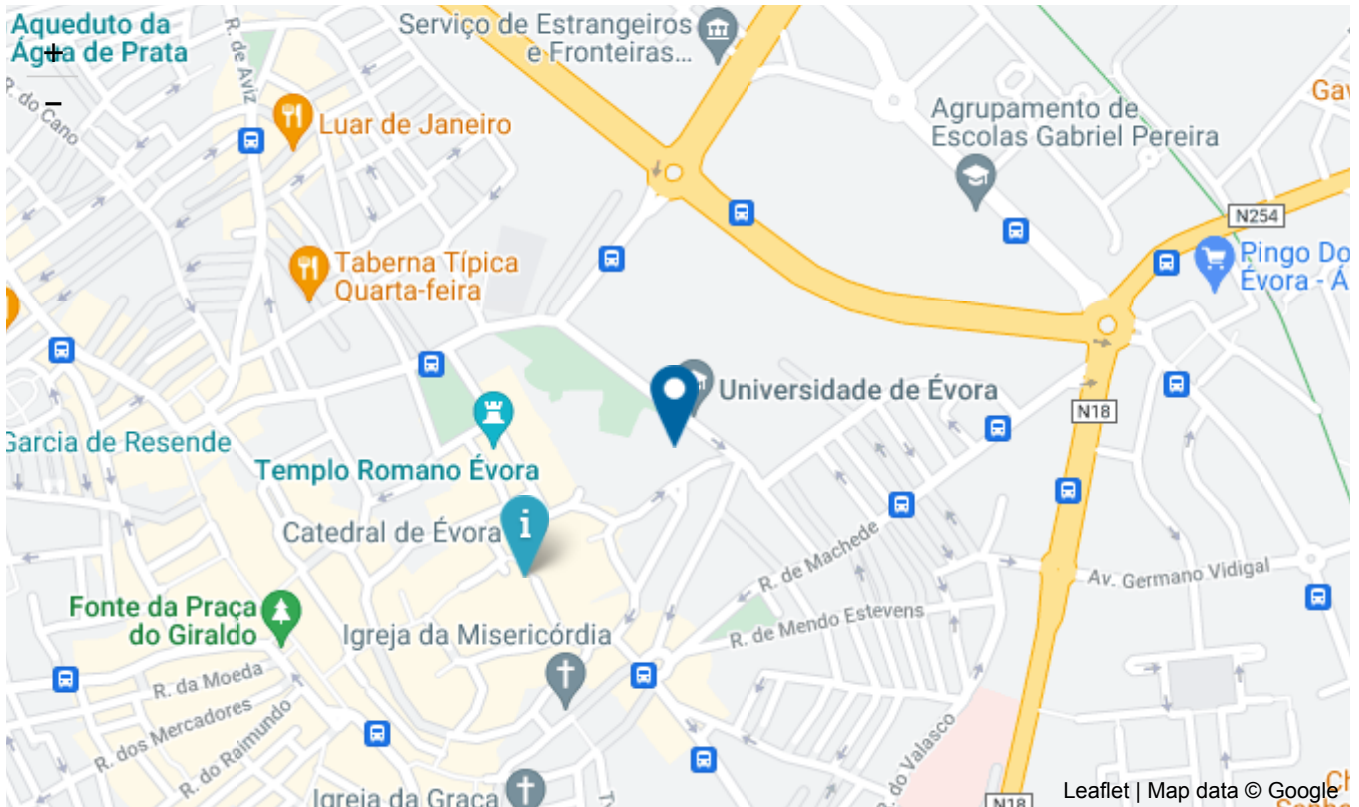 Aqueduto da
Água de Prata
+
−
R. do Cano
R. de Aviz
Serviço de Estrangeiros
e Fronteiras...
Luar de Janeiro
Agrupamento de
Escolas Gabriel Pereira
N254
Taberna Típica
Quarta-feira
Pingo Do
Évora - Á
Universidade de Évora
N18
Garcia de Resende
Templo Romano Évora
Catedral de Évora
i
R. de Machede
Av. Germano Vidigal
Fonte da Praça
do Giraldo
Igreja da Misericórdia
R. de Mendo Estevens
R. da Moeda
R. dos Mercadores
R. do Raimundo
R. do Valasco
Igreja da Graça
N18
Leaflet | Map data © Google